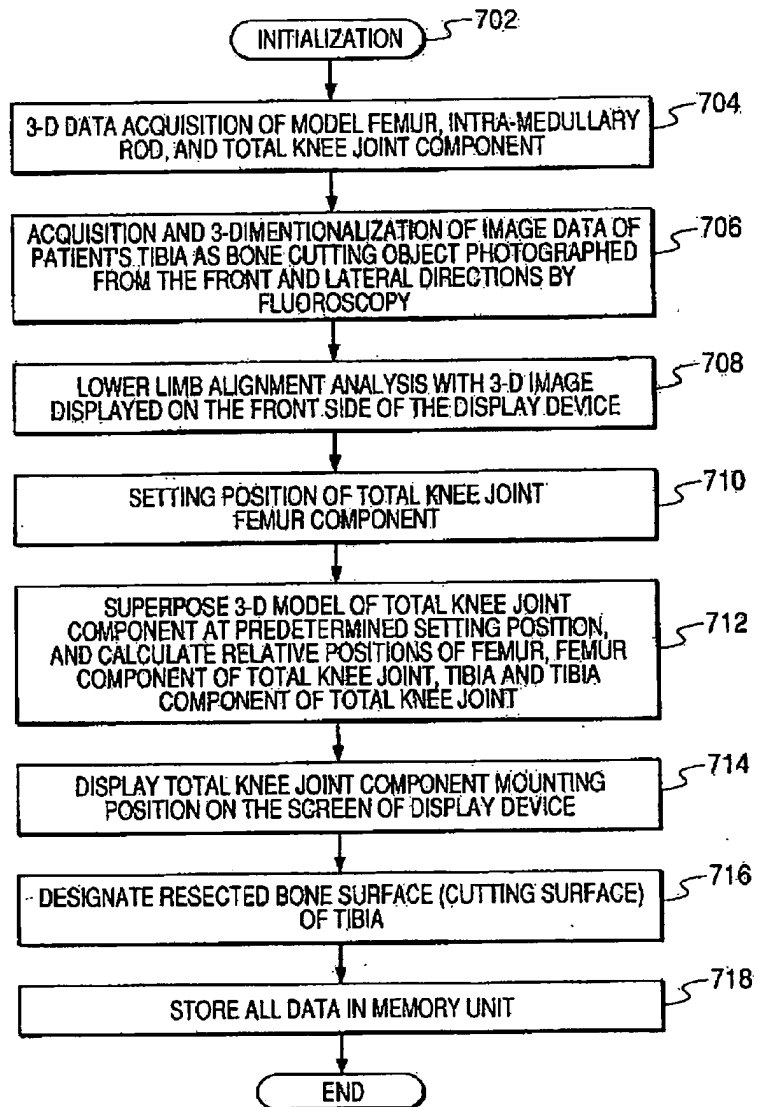 INITIALIZATION
702
704
3-D DATA ACQUISITION OF MODEL FEMUR, INTRA-MEDULLARY
ROD, AND TOTAL KNEE JOINT COMPONENT
706
ACQUISITION AND 3-DIMENTIONALIZATION OF IMAGE DATA OF
PATIENT'S TIBIA AS BONE CUTTING OBJECT PHOTOGRAPHED
FROM THE FRONT AND LATERAL DIRECTIONS BY
FLUOROSCOPY
708
LOWER LIMB ALIGNMENT ANALYSIS WITH 3-D IMAGE
DISPLAYED ON THE FRONT SIDE OF THE DISPLAY DEVICE
710
SETTING POSITION OF TOTAL KNEE JOINT
FEMUR COMPONENT
712
SUPERPOSE 3-D MODEL OF TOTAL KNEE JOINT
COMPONENT AT PREDETERMINED SETTING POSITION,
AND CALCULATE RELATIVE POSITIONS OF FEMUR, FEMUR
COMPONENT OF TOTAL KNEE JOINT, TIBIA AND TIBIA
COMPONENT OF TOTAL KNEE JOINT
714
DISPLAY TOTAL KNEE JOINT COMPONENT MOUNTING
POSITION ON THE SCREEN OF DISPLAY DEVICE
716
DESIGNATE RESECTED BONE SURFACE (CUTTING SURFACE)
OF TIBIA
718
STORE ALL DATA IN MEMORY UNIT
END